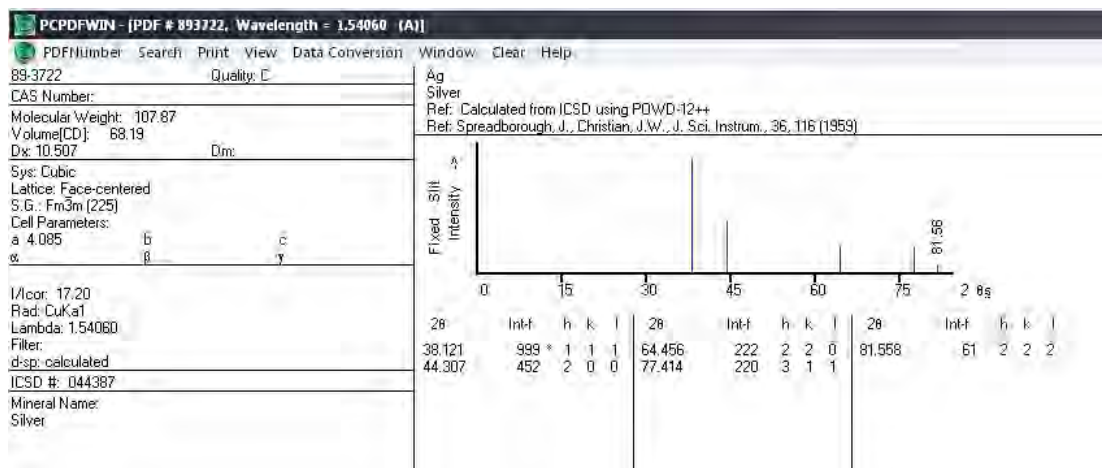 PCPDFWIN - [PDF # 893722, Wavelength = 1.54060 (A)]
PDFNumber Search Print View Data Conversion Window Clear Help
89-3722 Quality: C
CAS Number:
Molecular Weight: 107.87
Volume[CD]: 68.19
Dx: 10.507 Dm:
Sys: Cubic
Lattice: Face-centered
S.G.: Fm3̅m (225)
Cell Parameters:
a 4.085 b c
α β γ
I/Icor: 17.20
Rad: CuKa1
Lambda: 1.54060
Filter:
d-sp: calculated
ICSD #: 044387
Mineral Name:
Silver
Ag
Silver
Ref: Calculated from ICSD using POWD-12++
Ref: Spreadborough, J., Christian, J.W., J. Sci. Instrum., 36, 116 (1959)
Fixed Slit
Intensity ->
81.56
0 15 30 45 60 75 2 θs
2θ Int-f h k l 2θ Int-f h k l 2θ Int-f h k l
38.121 999 * 1 1 1 64.456 222 2 2 0 81.558 61 2 2 2
44.307 452 2 0 0 77.414 220 3 1 1